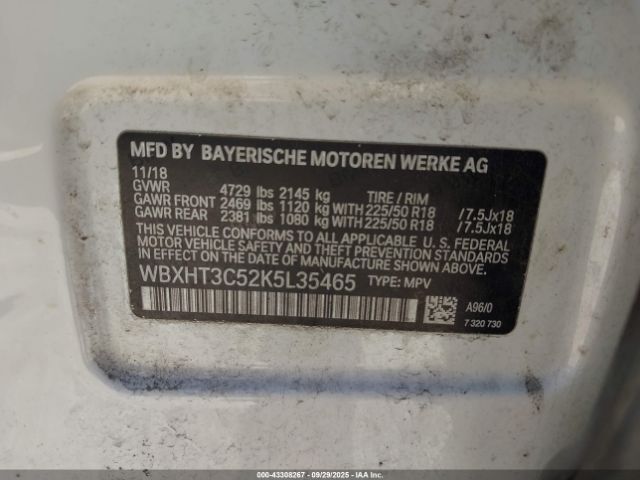 MFD BY BAYERISCHE MOTOREN WERKE AG
11/18
GVWR 4729 lbs 2145 kg TIRE / RIM
GAWR FRONT 2469 lbs 1120 kg WITH 225/50 R18 /7.5Jx18
GAWR REAR 2381 lbs 1080 kg WITH 225/50 R18 /7.5Jx18
THIS VEHICLE CONFORMS TO ALL APPLICABLE U. S. FEDERAL
MOTOR VEHICLE SAFETY, BUMPER, AND THEFT PREVENTION STANDARDS
IN EFFECT ON THE DATE OF MANUFACTURE SHOWN ABOVE.
WBXHT3C52K5L35465 TYPE: MPV
A96/0
7 320 730
000-43308267 • 09/29/2025 • IAA Inc.